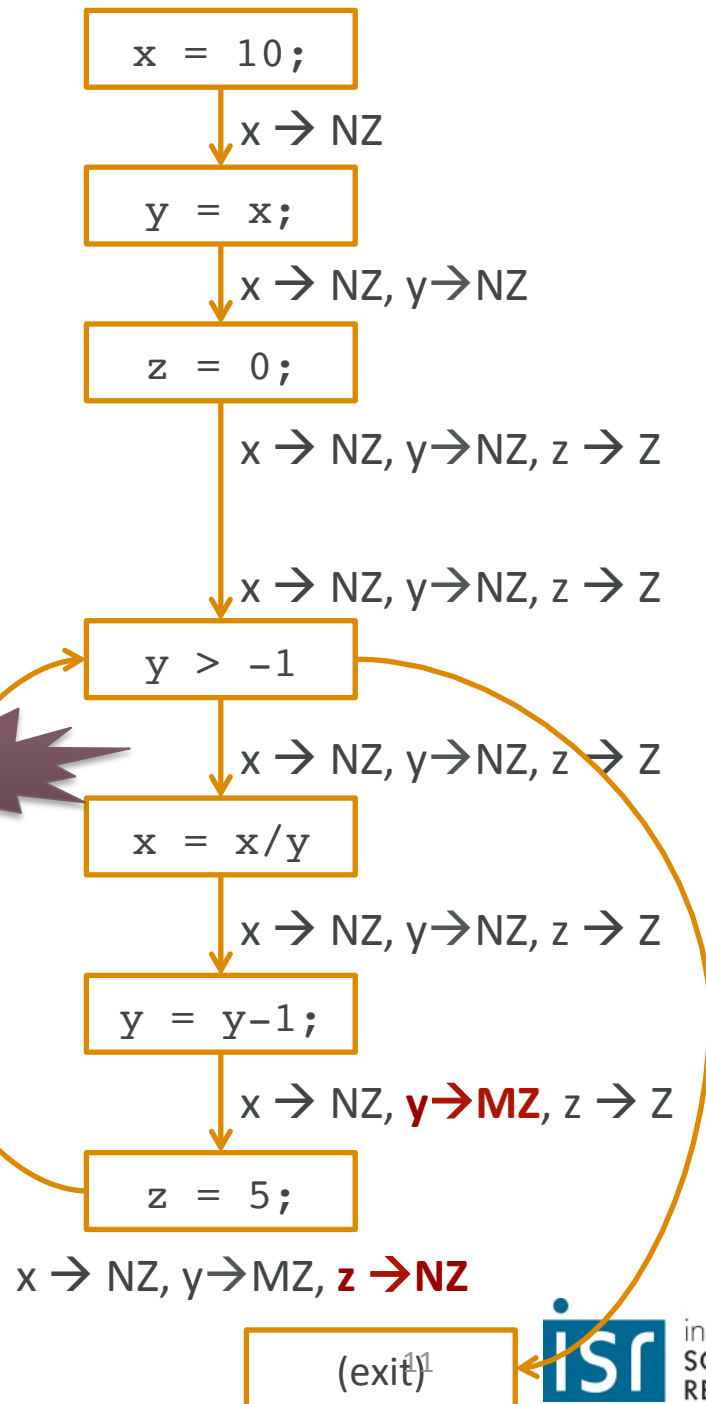 x = 10;
x → NZ
y = x;
x → NZ, y→NZ
z = 0;
x → NZ, y→NZ, z → Z
x → NZ, y→NZ, z → Z
y > -1
x → NZ, y→NZ, z → Z
x = x/y
x → NZ, y→NZ, z → Z
y = y-1;
x → NZ, y→MZ, z → Z
z = 5;
x → NZ, y→MZ, z →NZ
(exit)
11
isr